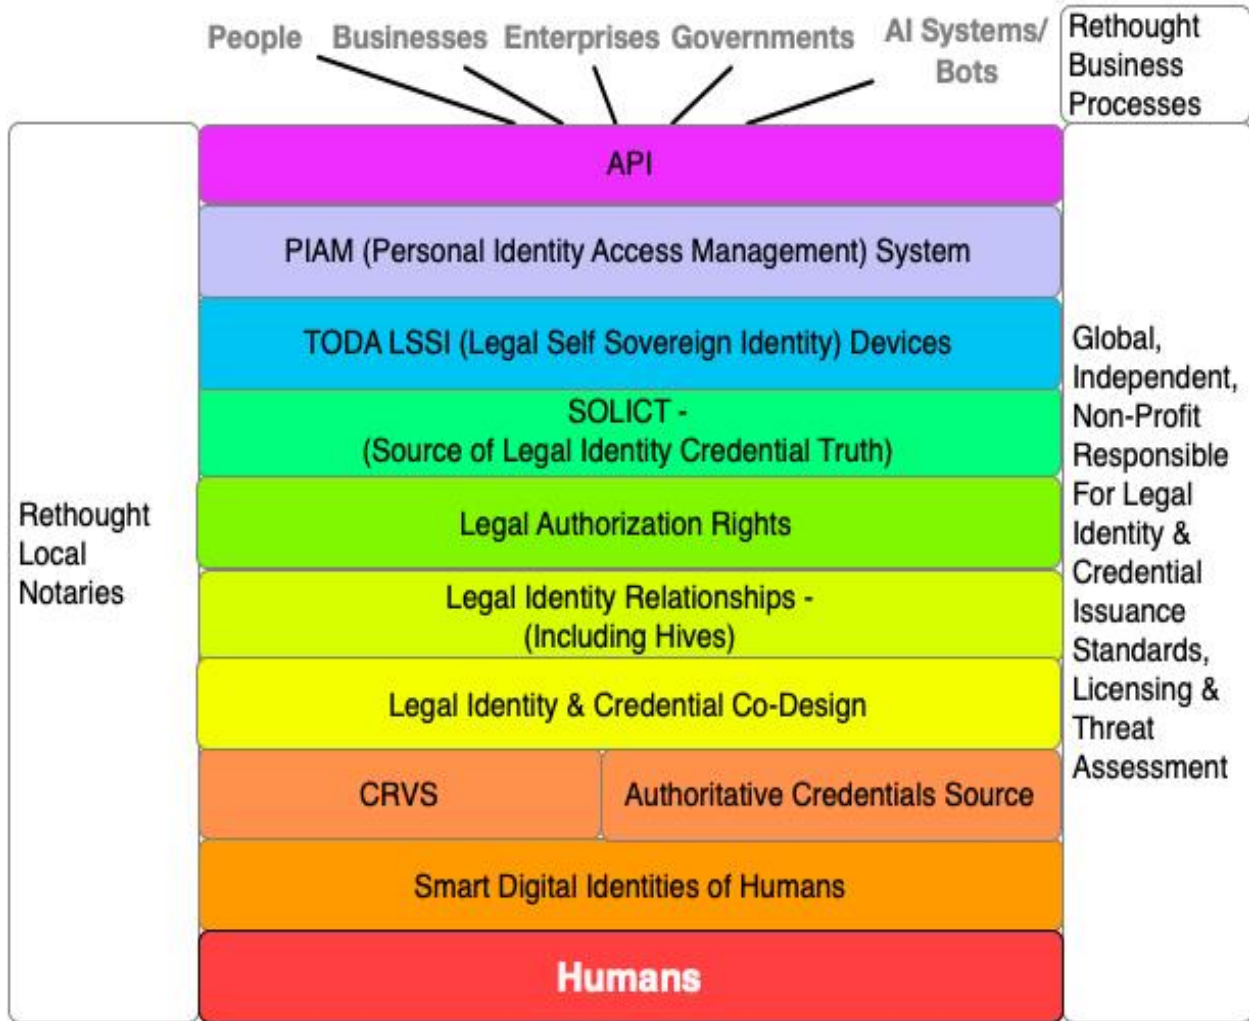 People Businesses Enterprises Governments AI Systems/
Bots
Rethought
Business
Processes
API
PIAM (Personal Identity Access Management) System
TODA LSSI (Legal Self Sovereign Identity) Devices
SOLICT -
(Source of Legal Identity Credential Truth)
Legal Authorization Rights
Legal Identity Relationships -
(Including Hives)
Legal Identity & Credential Co-Design
CRVS
Authoritative Credentials Source
Smart Digital Identities of Humans
Humans
Rethought
Local
Notaries
Global,
Independent,
Non-Profit
Responsible
For Legal
Identity &
Credential
Issuance
Standards,
Licensing &
Threat
Assessment